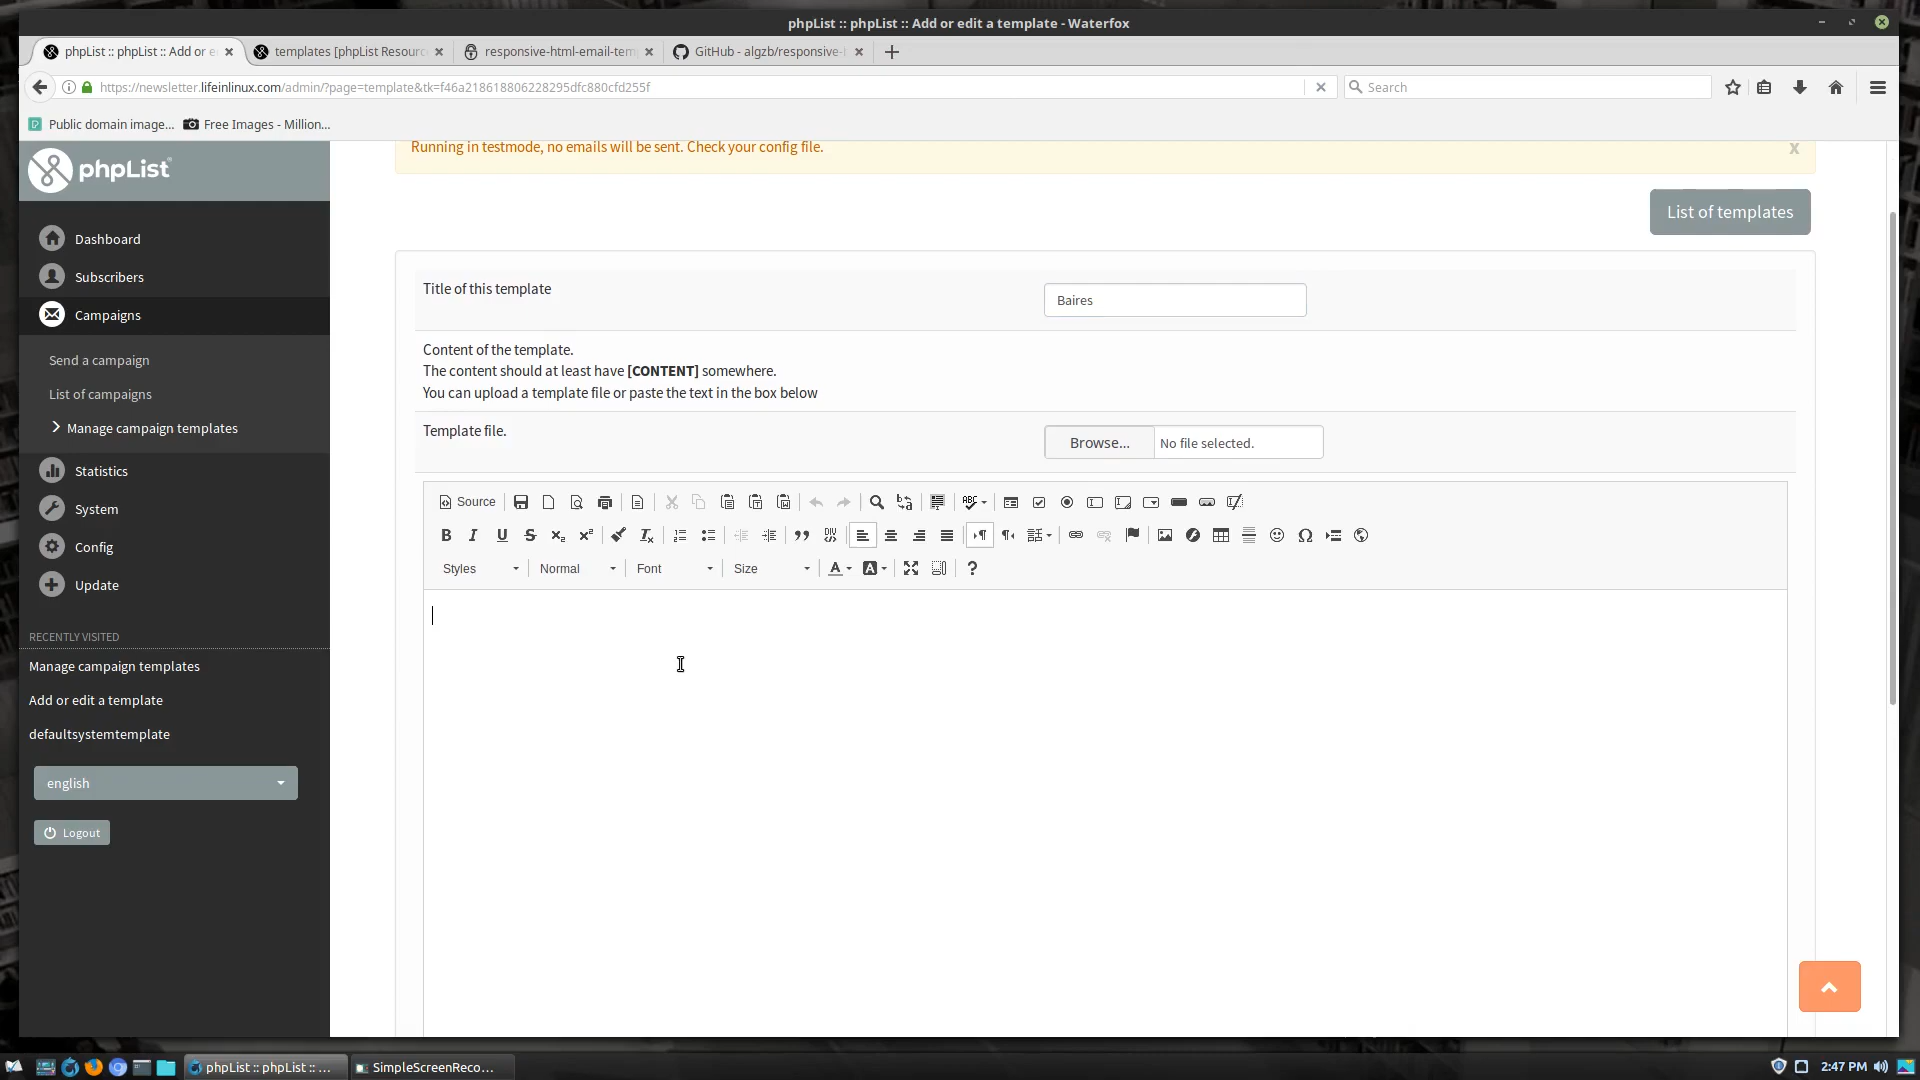 phpList :: phpList :: Add or edit a template - Waterfox
phpList :: phpList :: Add or e
templates [phpList Resourc
responsive-html-email-tem
GitHub - algzb/responsive-
https://newsletter.lifeinlinux.com/admin/?page=template&tk=f46a218618806228295dfc880cfd255f
Search
Public domain image...
Free Images - Million...
phpList
Running in testmode, no emails will be sent. Check your config file.
x
List of templates
Dashboard
Subscribers
Campaigns
Send a campaign
List of campaigns
Manage campaign templates
Statistics
System
Config
Update
RECENTLY VISITED
Manage campaign templates
Add or edit a template
defaultsystemtemplate
english
Logout
Title of this template
Baires
Content of the template.
The content should at least have [CONTENT] somewhere.
You can upload a template file or paste the text in the box below
Template file.
Browse... No file selected.
Source
Styles
Normal
Font
Size
phpList :: phpList :: ...
SimpleScreenReco...
2:47 PM